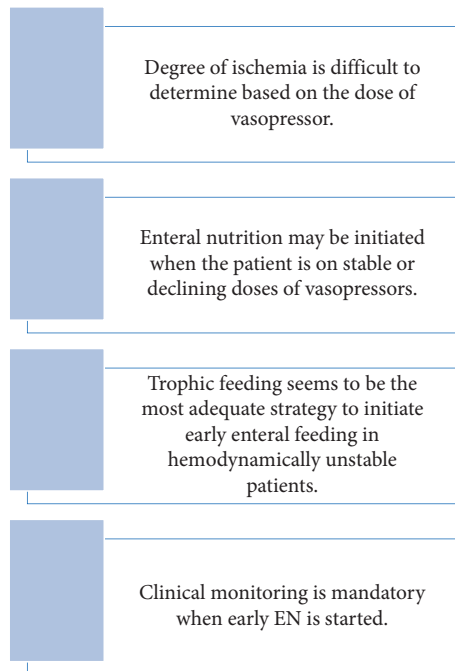 Degree of ischemia is difficult to
determine based on the dose of
vasopressor.
Enteral nutrition may be initiated
when the patient is on stable or
declining doses of vasopressors.
Trophic feeding seems to be the
most adequate strategy to initiate
early enteral feeding in
hemodynamically unstable
patients.
Clinical monitoring is mandatory
when early EN is started.